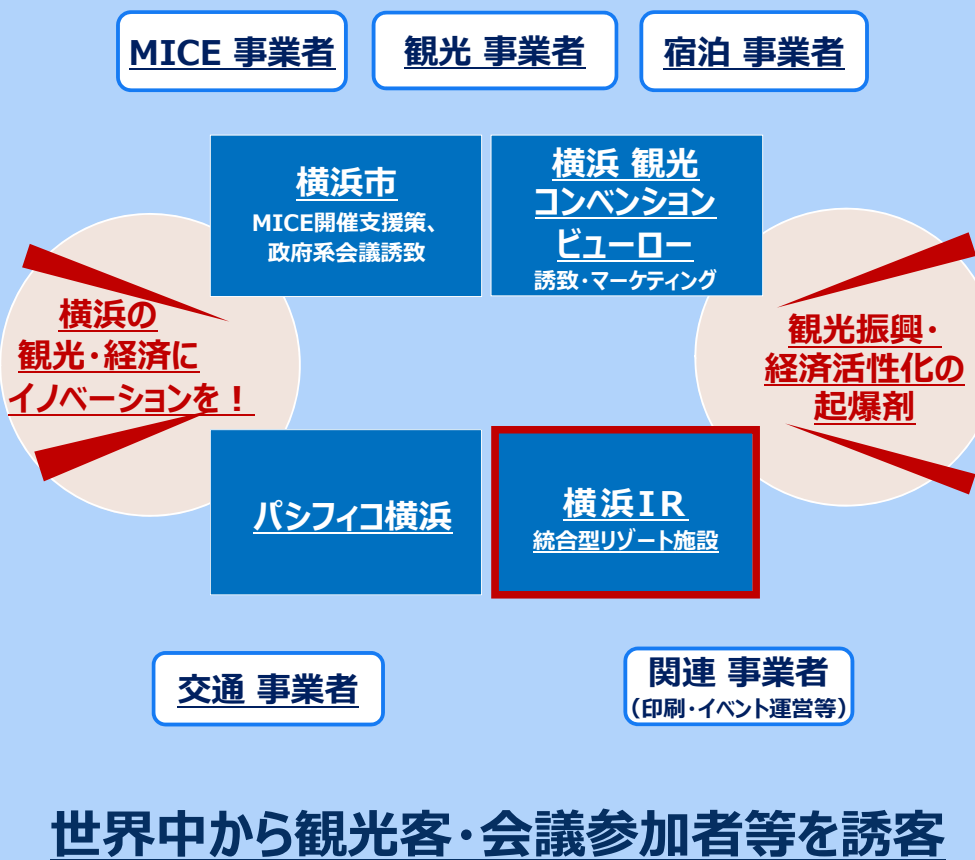 MICE 事業者
観光 事業者
宿泊 事業者
横浜市
MICE開催支援策、
政府系会議誘致
横浜 観光
コンベンション
ビューロー
誘致・マーケティング
横浜の
観光・経済に
イノベーションを！
観光振興・
経済活性化の
起爆剤
パシフィコ横浜
横浜IR
統合型リゾート施設
交通 事業者
関連 事業者
（印刷・イベント運営等）
世界中から観光客・会議参加者等を誘客